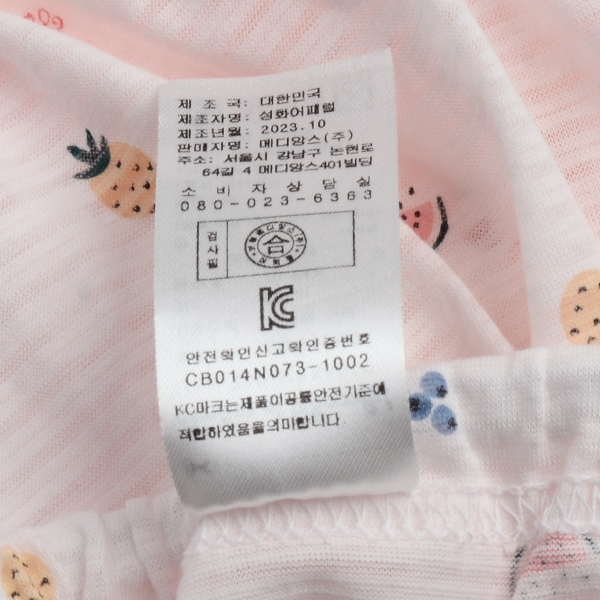 제 조 국: 대한민국
제조자명: 성화어패럴
제조년월: 2023.10
판매자명: 메디앙스(주)
주소: 서울시 강남구 논현로
64길 4 메디앙스401빌딩
소 비 자 상 담 실
080-023-6363
검사필
合
KC
안전확인신고확인증번호
CB014N073-1002
KC마크는제품이공통안전기준에
적합하였음을의미합니다